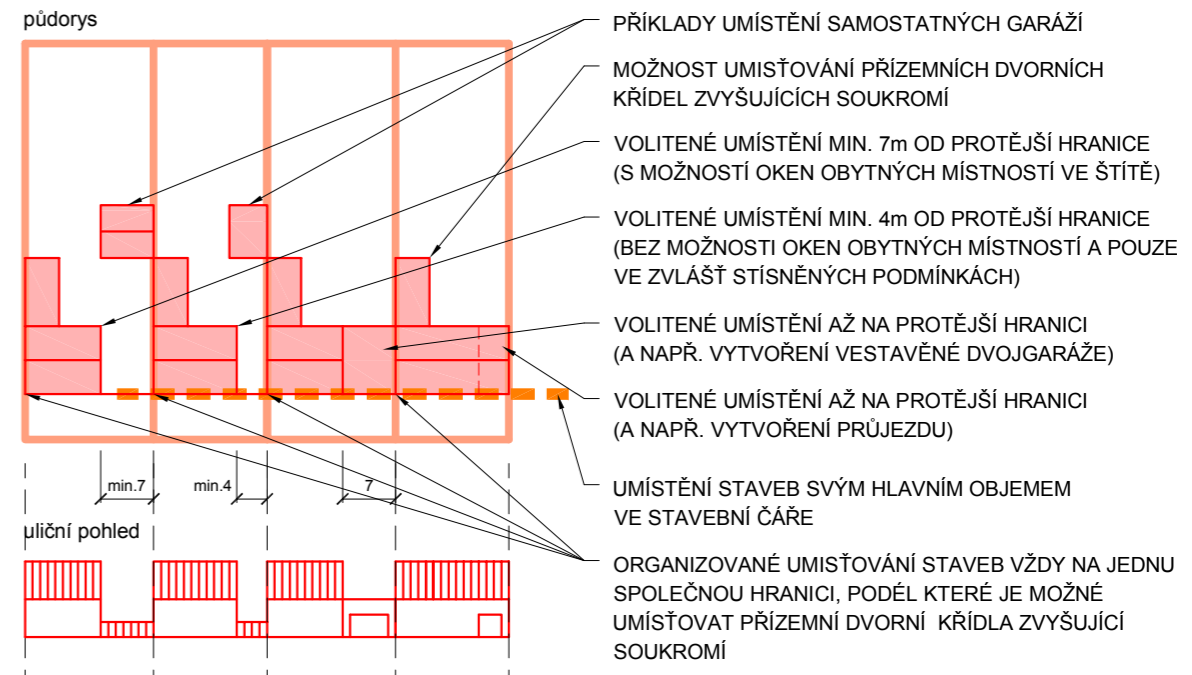 půdorys
PŘÍKLADY UMÍSTĚNÍ SAMOSTATNÝCH GARÁŽÍ
MOŽNOST UMISŤOVÁNÍ PŘÍZEMNÍCH DVORNÍCH
KŘÍDEL ZVYŠUJÍCÍCH SOUKROMÍ
VOLITENÉ UMÍSTĚNÍ MIN. 7m OD PROTĚJŠÍ HRANICE
(S MOŽNOSTÍ OKEN OBYTNÝCH MÍSTNOSTÍ VE ŠTÍTĚ)
VOLITENÉ UMÍSTĚNÍ MIN. 4m OD PROTĚJŠÍ HRANICE
(BEZ MOŽNOSTI OKEN OBYTNÝCH MÍSTNOSTÍ A POUZE
VE ZVLÁŠŤ STÍSNĚNÝCH PODMÍNKÁCH)
VOLITENÉ UMÍSTĚNÍ AŽ NA PROTĚJŠÍ HRANICI
(A NAPŘ. VYTVOŘENÍ VESTAVĚNÉ DVOJGARÁŽE)
VOLITENÉ UMÍSTĚNÍ AŽ NA PROTĚJŠÍ HRANICI
(A NAPŘ. VYTVOŘENÍ PRŮJEZDU)
UMÍSTĚNÍ STAVEB SVÝM HLAVNÍM OBJEMEM
VE STAVEBNÍ ČÁŘE
min.7 min.4 7
uliční pohled
ORGANIZOVANÉ UMISŤOVÁNÍ STAVEB VŽDY NA JEDNU
SPOLEČNOU HRANICI, PODÉL KTERÉ JE MOŽNÉ
UMÍSŤOVAT PŘÍZEMNÍ DVORNÍ KŘÍDLA ZVYŠUJÍCÍ
SOUKROMÍ